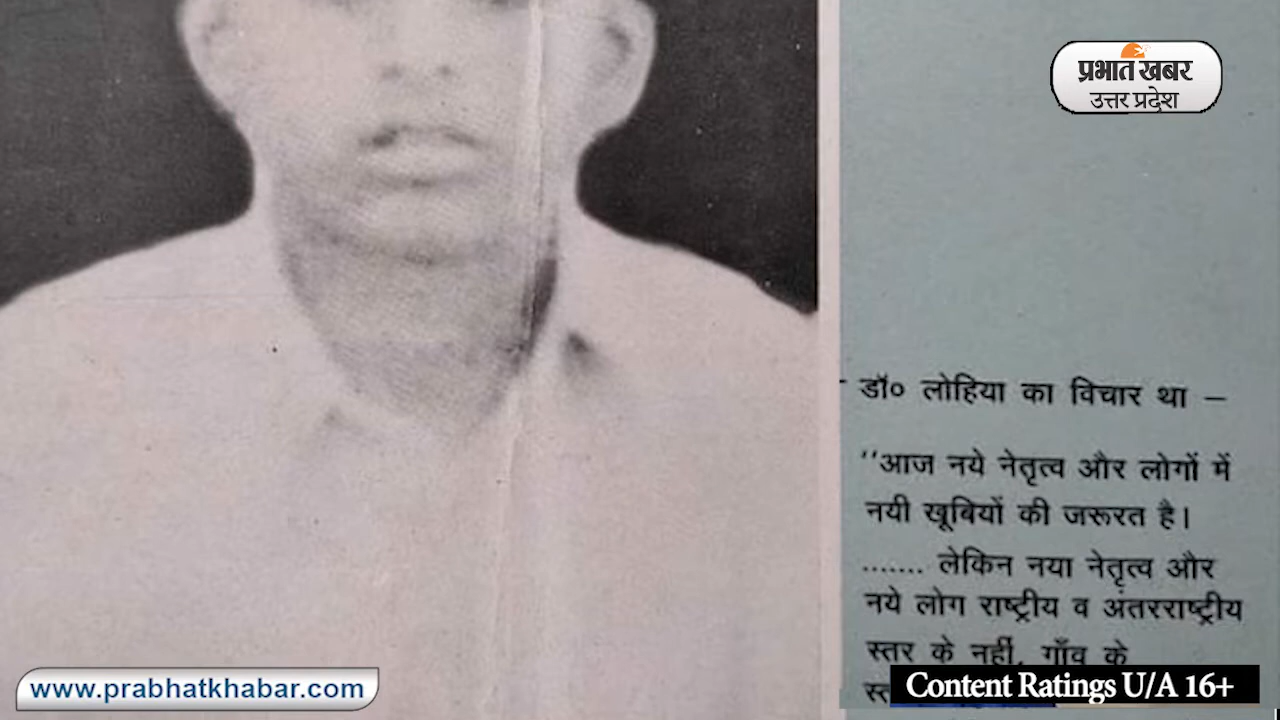 प्रभात खबर
उत्तर प्रदेश
डॉ० लोहिया का विचार था –
‘‘आज नये नेतृत्व और लोगों में
नयी खूबियों की जरूरत है।
....... लेकिन नया नेतृत्व और
नये लोग राष्ट्रीय व अंतरराष्ट्रीय
स्तर के नहीं, गाँव के
www.prabhatkhabar.com
Content Ratings U/A 16+